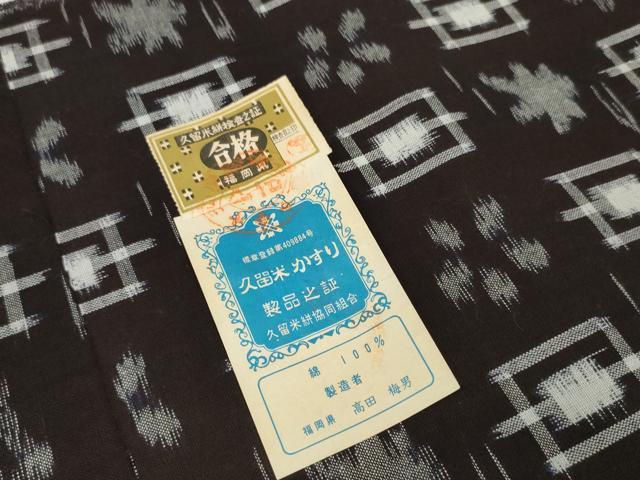 久留米絣検査之証
合格
福岡県
標章登録第409884号
久留米かすり
製品之証
久留米絣協同組合
綿 100%
製造者
福岡県 高田 梅男